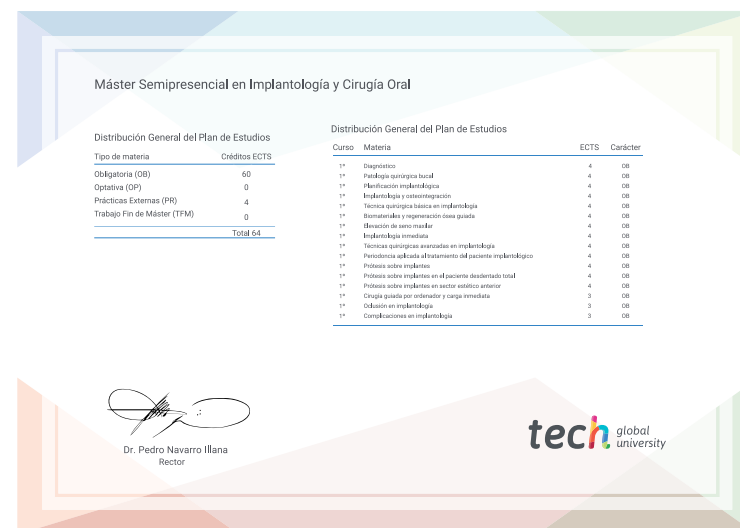 Máster Semipresencial en Implantología y Cirugía Oral
Distribución General del Plan de Estudios
Tipo de materia Créditos ECTS
Obligatoria (OB) 60
Optativa (OP) 0
Prácticas Externas (PR) 4
Trabajo Fin de Máster (TFM) 0
Total 64
Distribución General del Plan de Estudios
Curso Materia ECTS Carácter
1º Diagnóstico 4 OB
1º Patología quirúrgica bucal 4 OB
1º Planificación implantológica 4 OB
1º Implantología y osteointegración 4 OB
1º Técnica quirúrgica básica en implantología 4 OB
1º Biomateriales y regeneración ósea guiada 4 OB
1º Elevación de seno maxilar 4 OB
1º Implantología inmediata 4 OB
1º Técnicas quirúrgicas avanzadas en implantología 4 OB
1º Periodoncia aplicada al tratamiento del paciente implantológico 4 OB
1º Prótesis sobre implantes 4 OB
1º Prótesis sobre implantes en el paciente desdentado total 4 OB
1º Prótesis sobre implantes en sector estético anterior 4 OB
1º Cirugía guiada por ordenador y carga inmediata 3 OB
1º Oclusión en implantología 3 OB
1º Complicaciones en implantología 3 OB
Dr. Pedro Navarro Illana
Rector
tech global
university